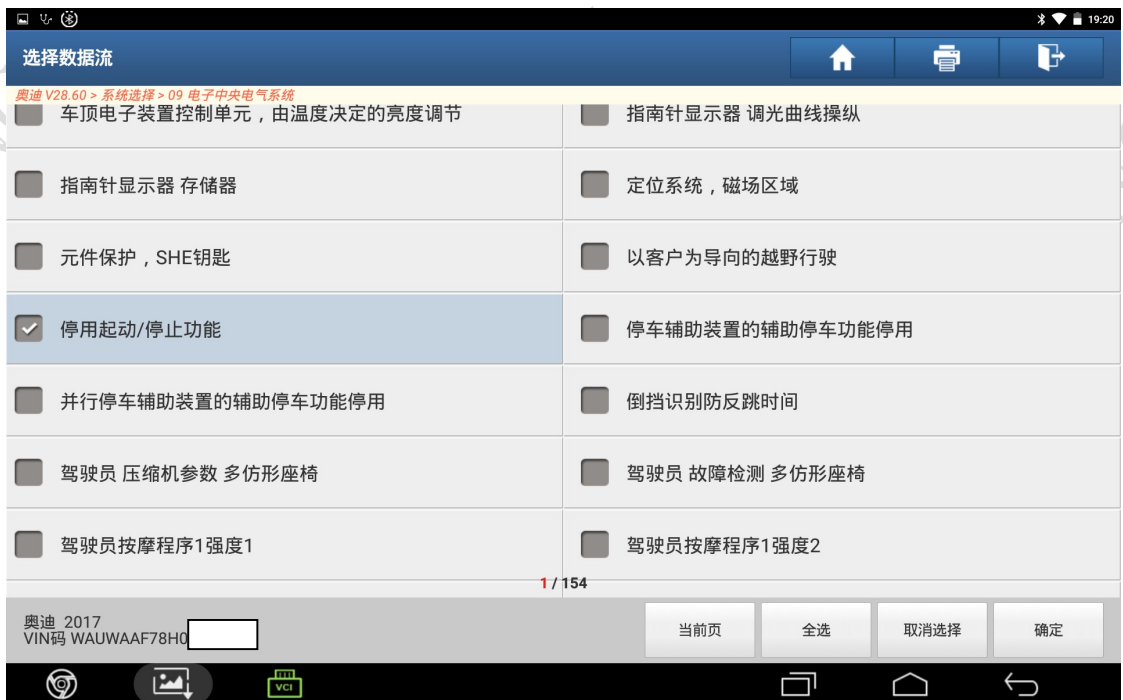 19:20
选择数据流
奥迪 V28.60 > 系统选择 > 09 电子中央电气系统
车顶电子装置控制单元，由温度决定的亮度调节
指南针显示器 调光曲线操纵
指南针显示器 存储器
定位系统，磁场区域
元件保护，SHE钥匙
以客户为导向的越野行驶
停用起动/停止功能
停车辅助装置的辅助停车功能停用
并行停车辅助装置的辅助停车功能停用
倒挡识别防反跳时间
驾驶员 压缩机参数 多仿形座椅
驾驶员 故障检测 多仿形座椅
驾驶员按摩程序1强度1
驾驶员按摩程序1强度2
1 / 154
奥迪 2017
VIN码 WAUWAAF78H0
当前页
全选
取消选择
确定
VCI